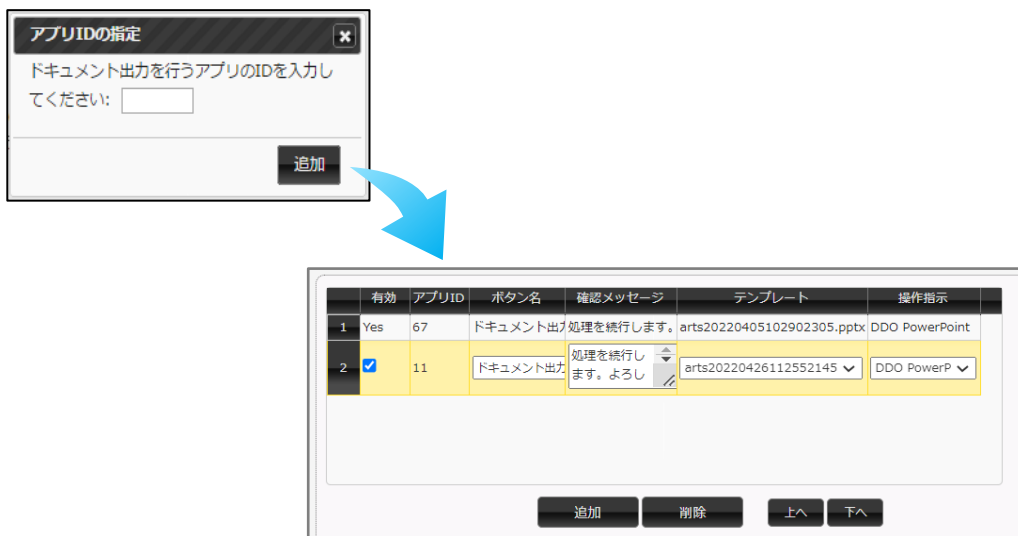 アプリIDの指定
ドキュメント出力を行うアプリのIDを入力し
てください:
追加
有効 アプリID ボタン名 確認メッセージ テンプレート 操作指示
1 Yes 67 ドキュメント出力 処理を続行します。 arts20220405102902305.pptx DDO PowerPoint
2 11 ドキュメント出力 処理を続行し arts20220426112552145 DDO PowerP
ます。よろし
追加 削除 上へ 下へ